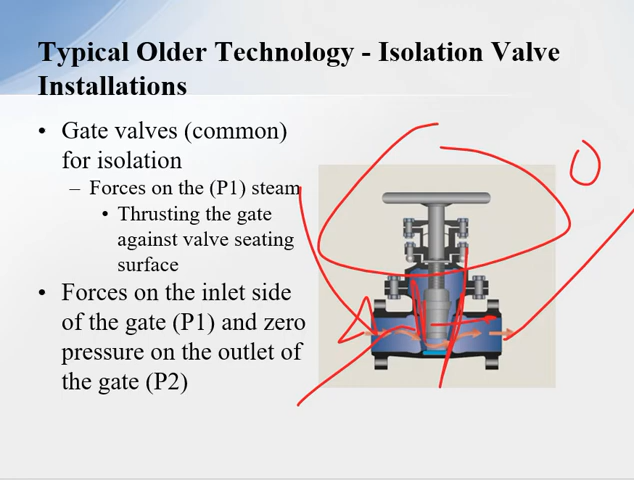 Typical Older Technology - Isolation Valve
Installations
• Gate valves (common)
for isolation
– Forces on the (P1) steam
• Thrusting the gate
against valve seating
surface
• Forces on the inlet side
of the gate (P1) and zero
pressure on the outlet of
the gate (P2)